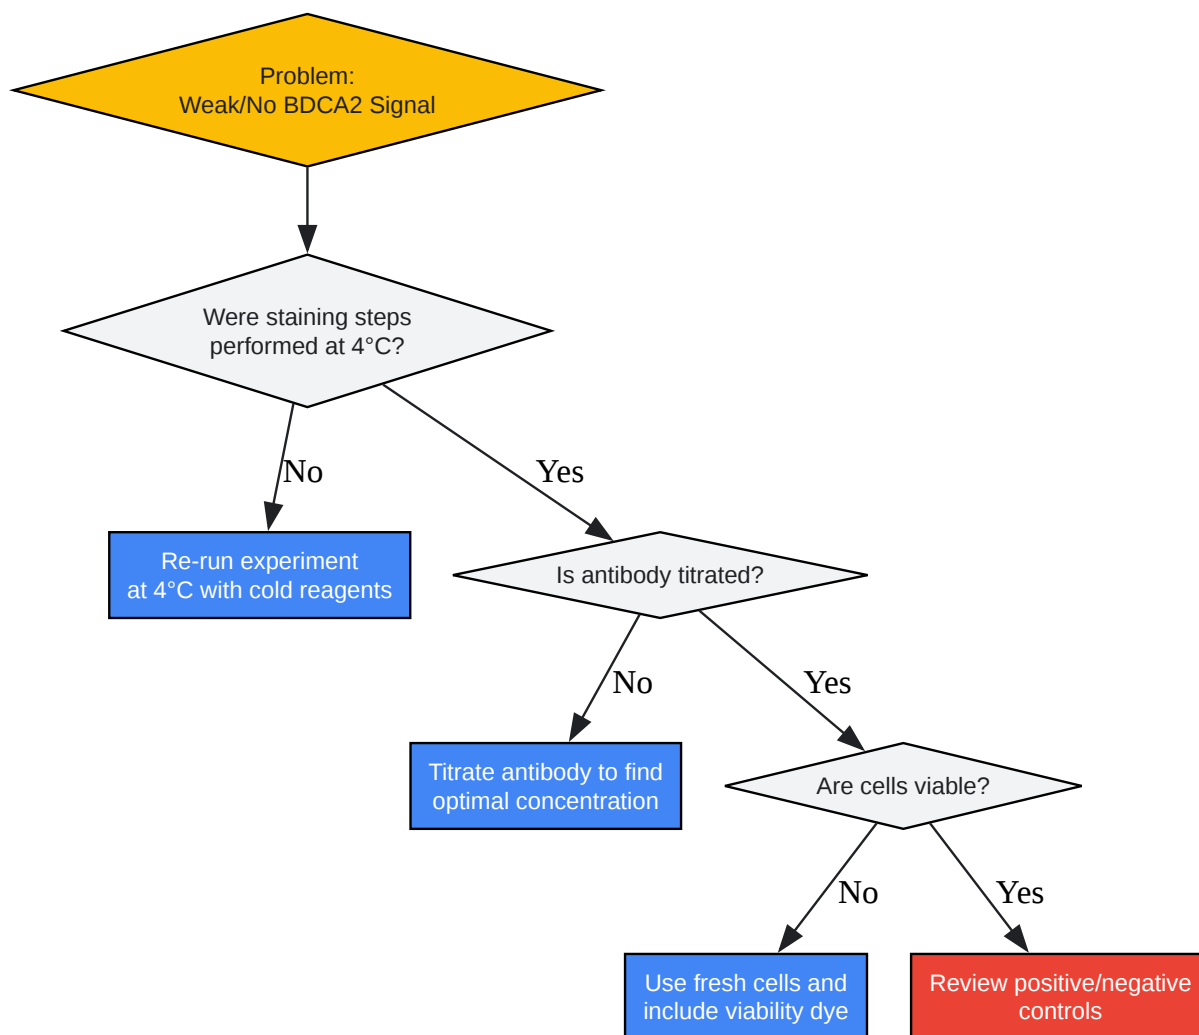 Problem:
Weak/No BDCA2 Signal
Were staining steps
performed at 4°C?
No
Yes
Re-run experiment
at 4°C with cold reagents
Is antibody titrated?
No
Yes
Titrate antibody to find
optimal concentration
Are cells viable?
No
Yes
Use fresh cells and
include viability dye
Review positive/negative
controls